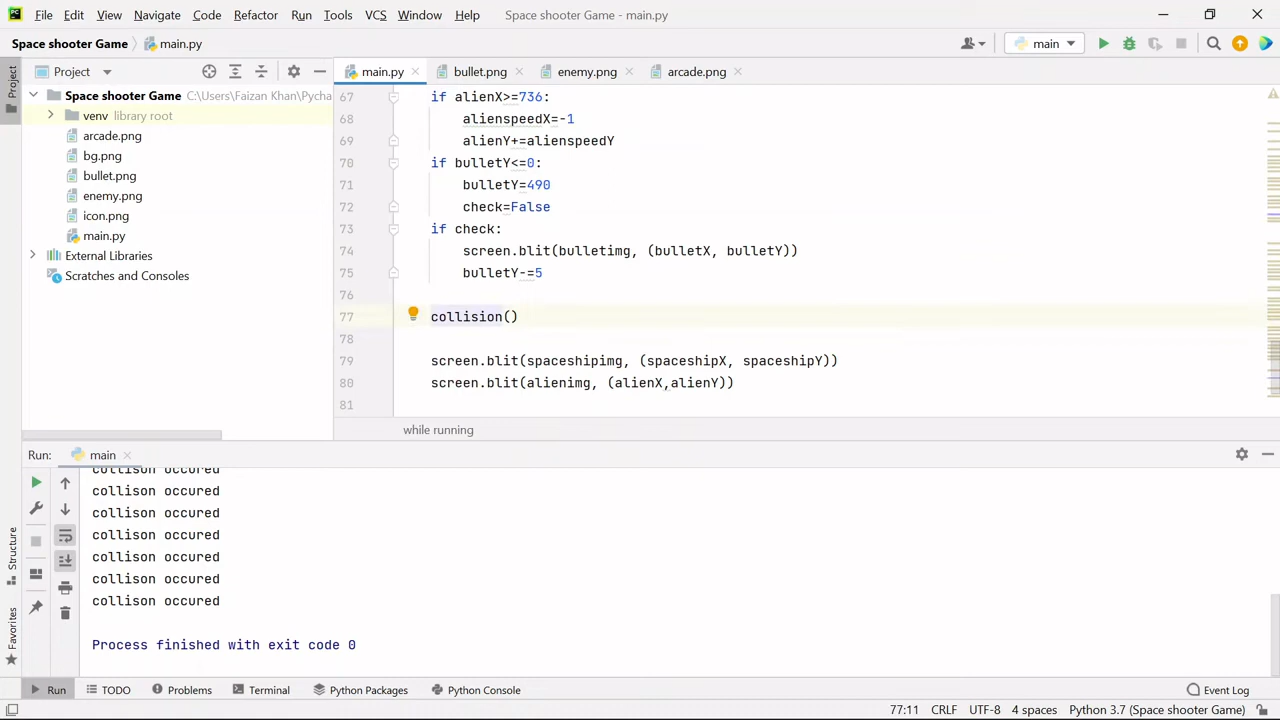 File Edit View Navigate Code Refactor Run Tools VCS Window Help Space shooter Game - main.py
Space shooter Game main.py main
Project
Project
main.py bullet.png enemy.png arcade.png
Space shooter Game C:\Users\Faizan Khan\Pycha
venv library root
arcade.png
bg.png
bullet.png
enemy.png
icon.png
main.py
External Libraries
Scratches and Consoles
67 if alienX>=736:
68 alienspeedX=-1
69 alienY+=alienspeedY
70 if bulletY<=0:
71 bulletY=490
72 check=False
73 if check:
74 screen.blit(bulletimg, (bulletX, bulletY))
75 bulletY-=5
76
77 collision()
78
79 screen.blit(spaceshipimg, (spaceshipX, spaceshipY)
80 screen.blit(alienimg, (alienX,alienY))
81
while running
Run: main
collison occured
collison occured
collison occured
collison occured
collison occured
collison occured
collison occured
Process finished with exit code 0
Structure
Favorites
Run TODO Problems Terminal Python Packages Python Console Event Log
77:11 CRLF UTF-8 4 spaces Python 3.7 (Space shooter Game)